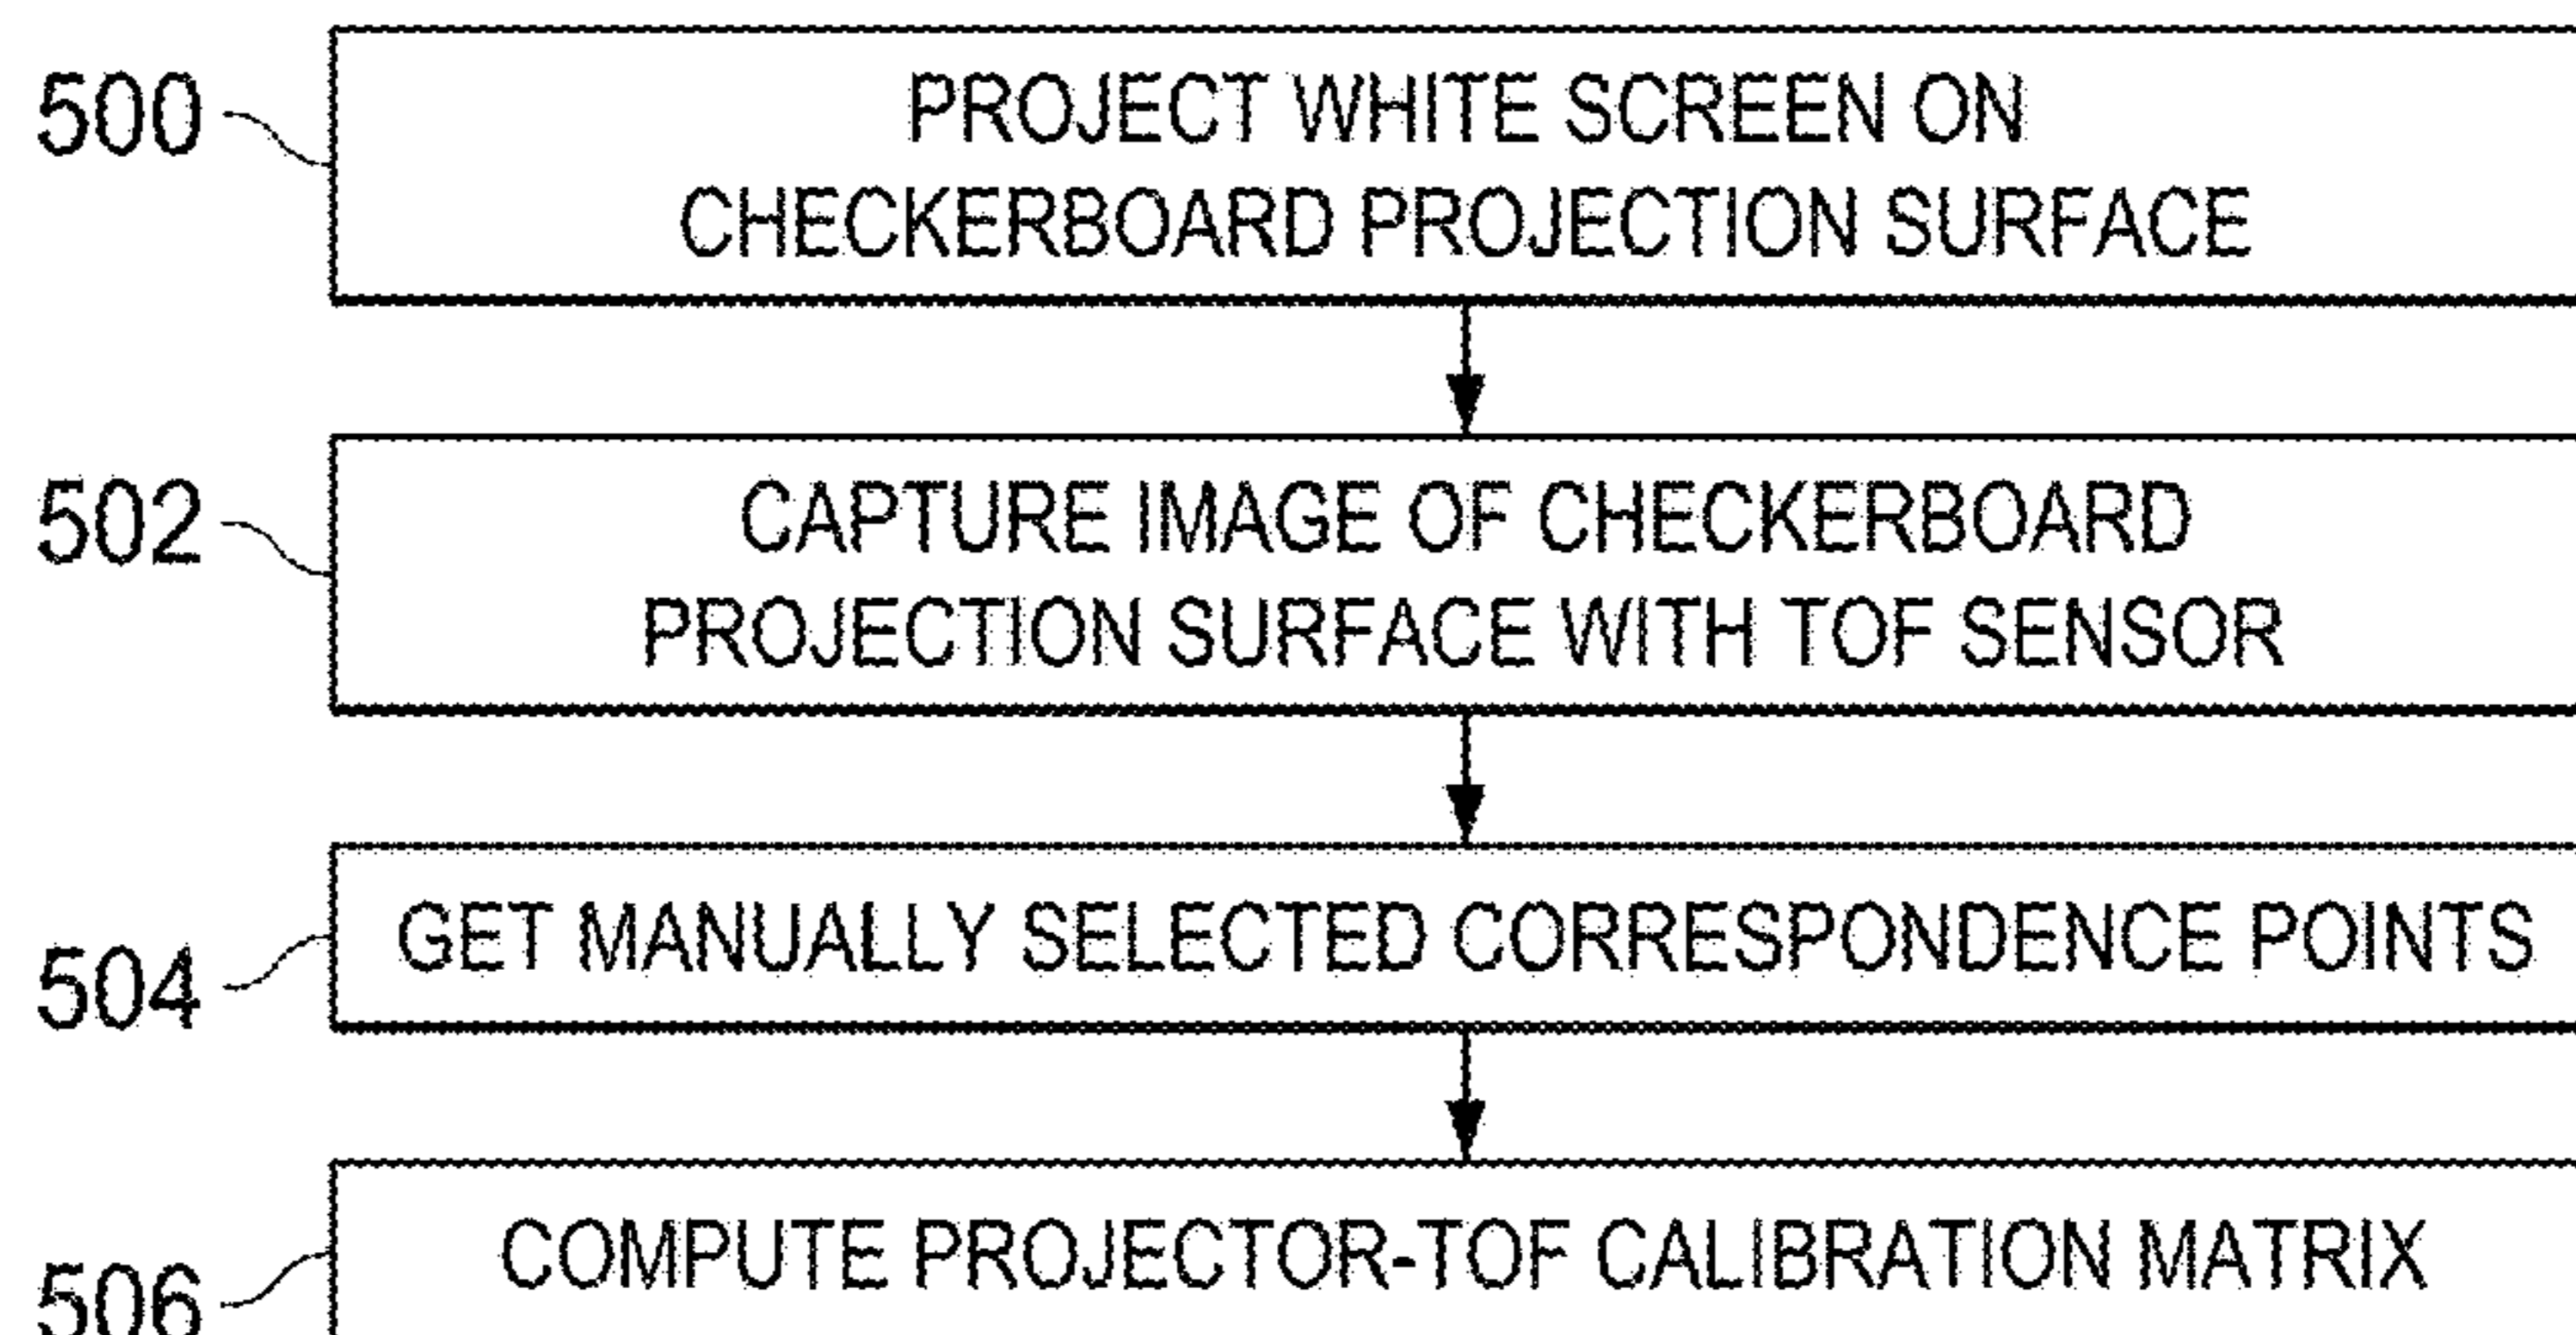 500
PROJECT WHITE SCREEN ON
CHECKERBOARD PROJECTION SURFACE
502
CAPTURE IMAGE OF CHECKERBOARD
PROJECTION SURFACE WITH TOF SENSOR
504
GET MANUALLY SELECTED CORRESPONDENCE POINTS
506
COMPUTE PROJECTOR-TOF CALIBRATION MATRIX